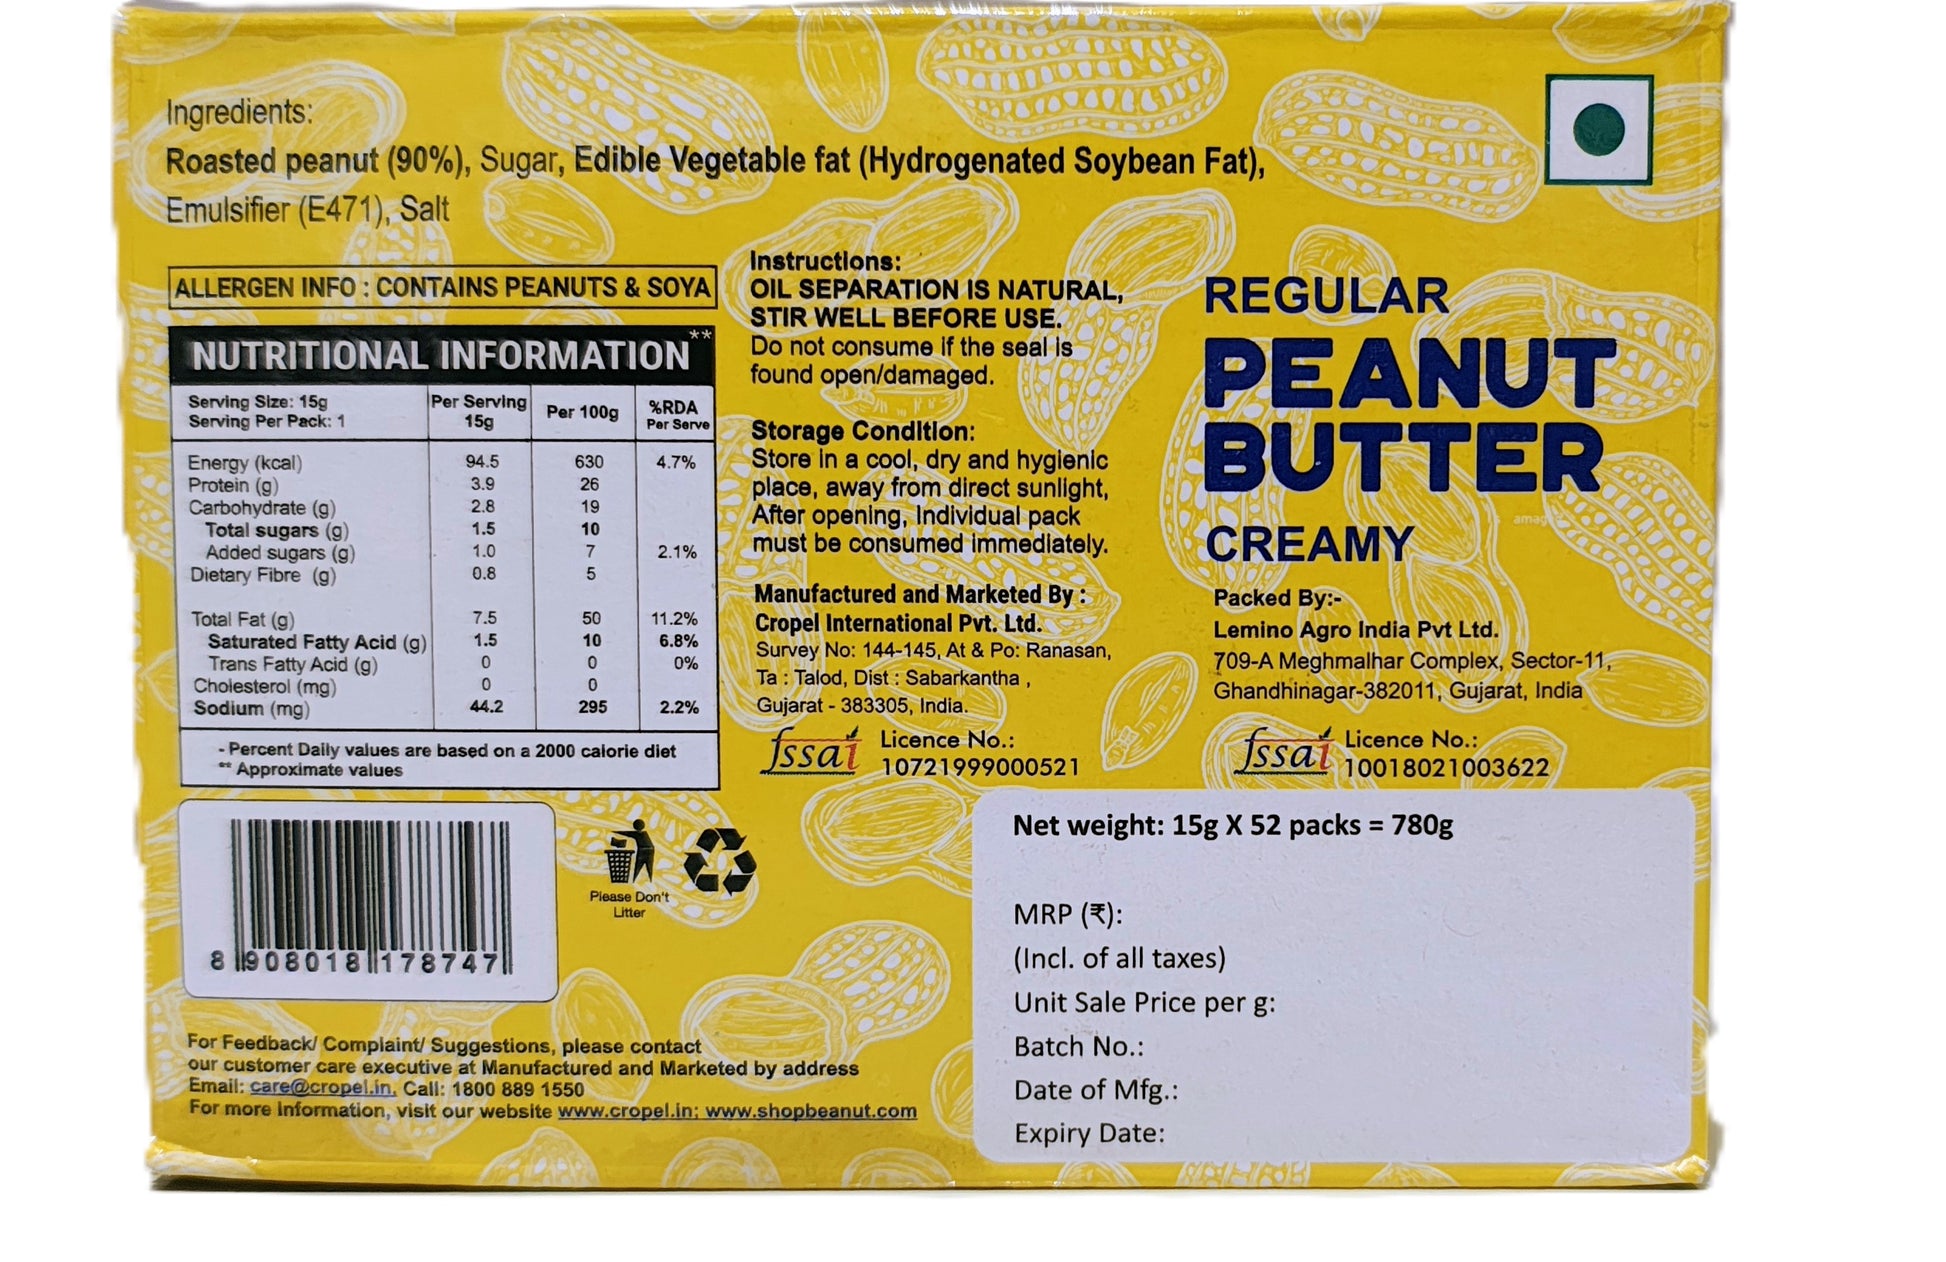 Ingredients:
Roasted peanut (90%), Sugar, Edible Vegetable fat (Hydrogenated Soybean Fat),
Emulsifier (E471), Salt
ALLERGEN INFO : CONTAINS PEANUTS & SOYA
NUTRITIONAL INFORMATION**
Serving Size: 15g
Serving Per Pack: 1
Per Serving 15g Per 100g %RDA Per Serve
Energy (kcal) 94.5 630 4.7%
Protein (g) 3.9 26
Carbohydrate (g) 2.8 19
Total sugars (g) 1.5 10
Added sugars (g) 1.0 7 2.1%
Dietary Fibre (g) 0.8 5
Total Fat (g) 7.5 50 11.2%
Saturated Fatty Acid (g) 1.5 10 6.8%
Trans Fatty Acid (g) 0 0 0%
Cholesterol (mg) 0 0
Sodium (mg) 44.2 295 2.2%
- Percent Daily values are based on a 2000 calorie diet
** Approximate values
Instructions:
OIL SEPARATION IS NATURAL,
STIR WELL BEFORE USE.
Do not consume if the seal is
found open/damaged.
Storage Condition:
Store in a cool, dry and hygienic
place, away from direct sunlight,
After opening, Individual pack
must be consumed immediately.
Manufactured and Marketed By :
Cropel International Pvt. Ltd.
Survey No: 144-145, At & Po: Ranasan,
Ta : Talod, Dist : Sabarkantha ,
Gujarat - 383305, India.
fssai Licence No.:
10721999000521
REGULAR
PEANUT
BUTTER
CREAMY
Packed By:-
Lemino Agro India Pvt Ltd.
709-A Meghmalhar Complex, Sector-11,
Ghandhinagar-382011, Gujarat, India
fssai Licence No.:
10018021003622
8 908018 178747
Please Don't
Litter
Net weight: 15g X 52 packs = 780g
MRP (₹):
(Incl. of all taxes)
Unit Sale Price per g:
Batch No.:
Date of Mfg.:
Expiry Date:
For Feedback/ Complaint/ Suggestions, please contact
our customer care executive at Manufactured and Marketed by address
Email: care@cropel.in, Call: 1800 889 1550
For more Information, visit our website www.cropel.in; www.shopbeanut.com